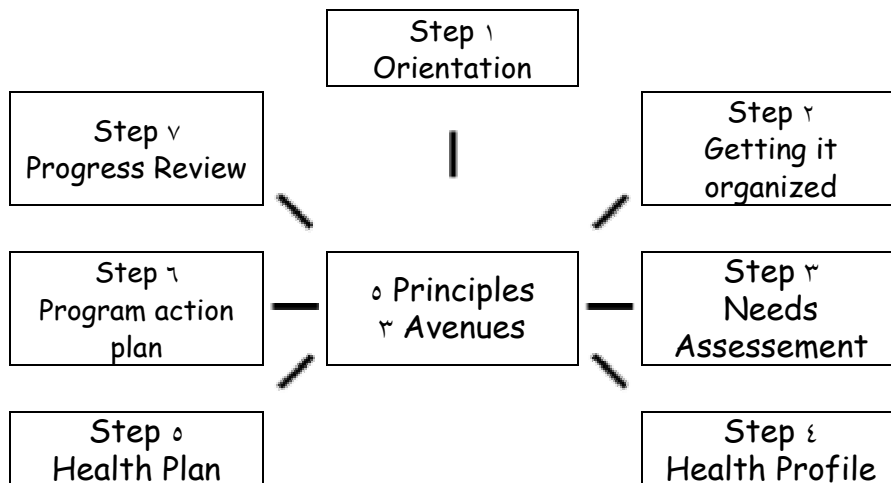 Step ١
Orientation
Step ٢
Getting it
organized
Step ٣
Needs
Assessement
Step ٤
Health Profile
Step ٥
Health Plan
Step ٦
Program action
plan
Step ٧
Progress Review
٥ Principles
٣ Avenues